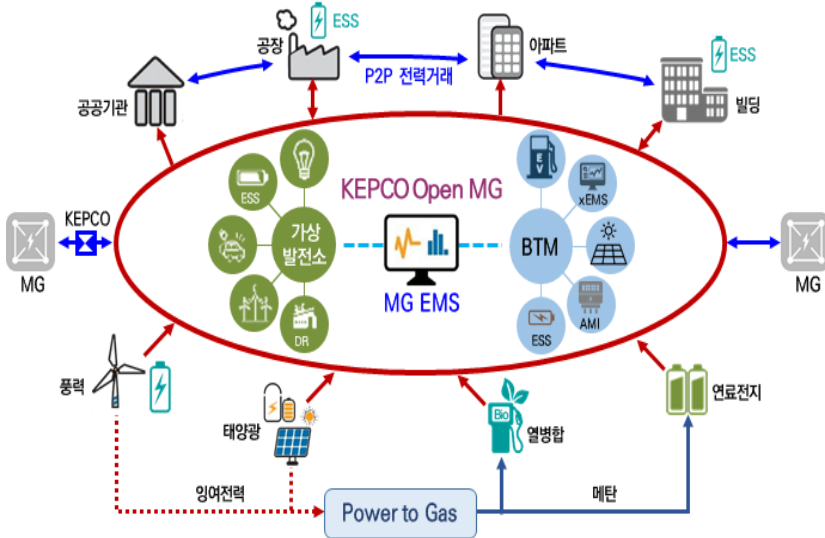 공장
ESS
P2P 전력거래
아파트
ESS
공공기관
빌딩
KEPCO Open MG
E
V
ESS
xEMS
KEPCO
가상
발전소
BTM
MG
MG EMS
MG
DR
AMI
ESS
풍력
태양광
Bio
열병합
연료전지
잉여전력
메탄
Power to Gas